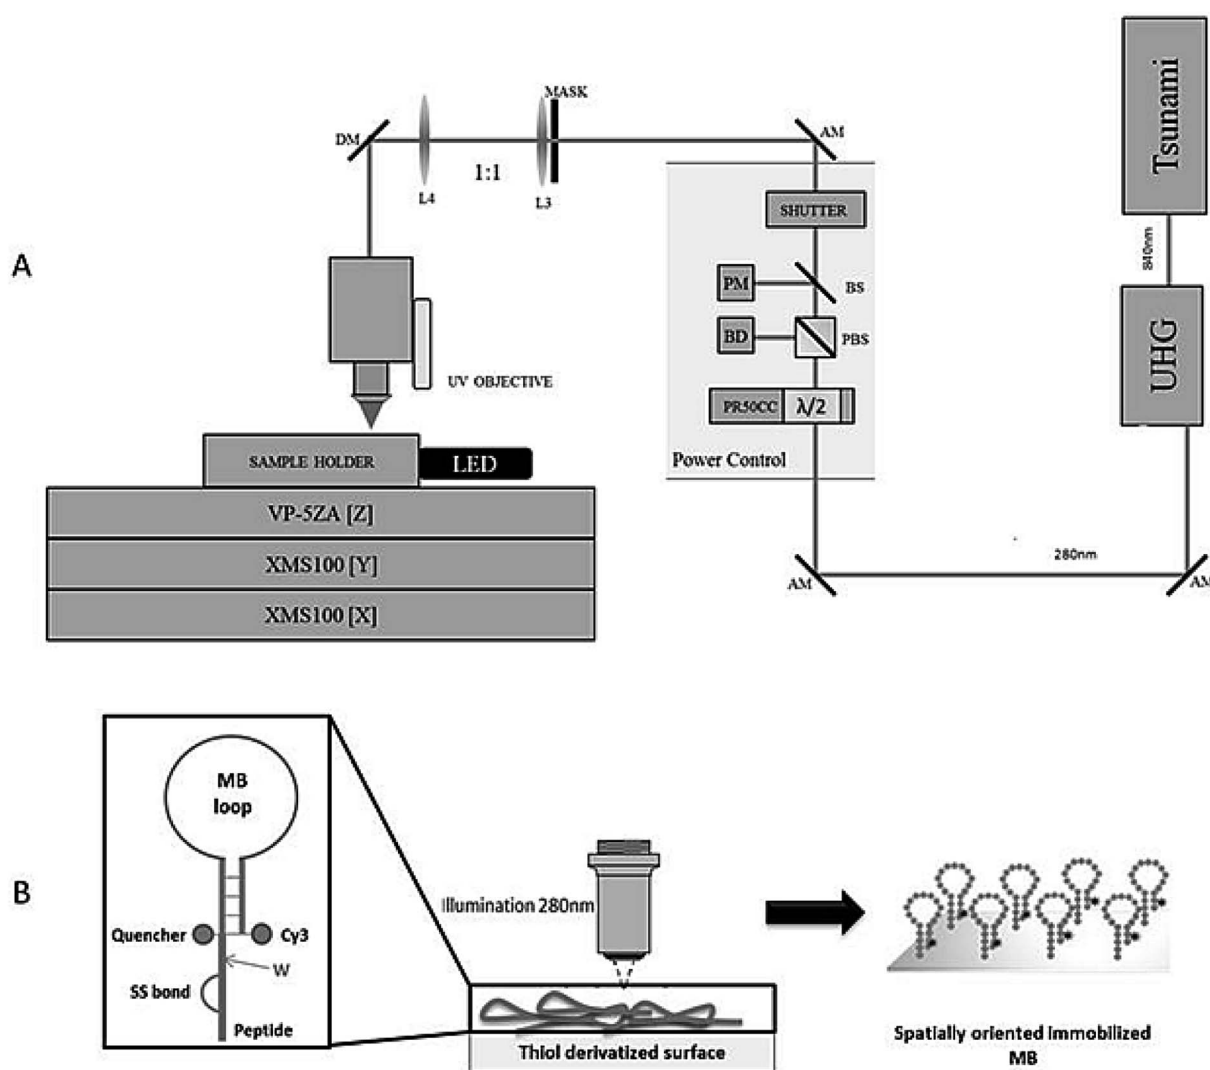 A
Tsunami
840nm
UHG
280nm
AM
AM
AM
Power Control
SHUTTER
PM
BS
BD
PBS
PR50CC
λ/2
MASK
DM
1:1
L4
L3
UV OBJECTIVE
SAMPLE HOLDER
LED
VP-5ZA [Z]
XMS100 [Y]
XMS100 [X]
B
MB
loop
Quencher
Cy3
W
SS bond
Peptide
Illumination 280nm
Thiol derivatized surface
Spatially oriented immobilized
MB